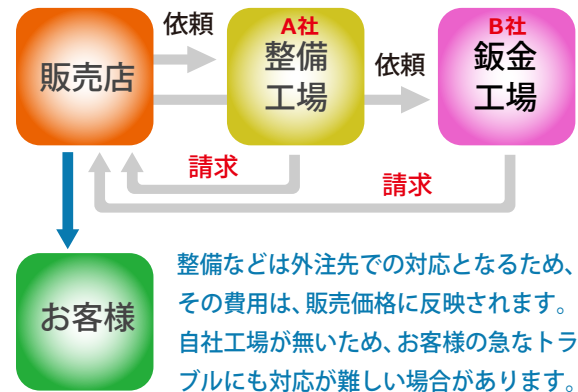 依頼
A社
B社
販売店
整備
工場
依頼
鈑金
工場
請求
請求
お客様
整備などは外注先での対応となるため、
その費用は、販売価格に反映されます。
自社工場が無いため、お客様の急なトラ
ブルにも対応が難しい場合があります。